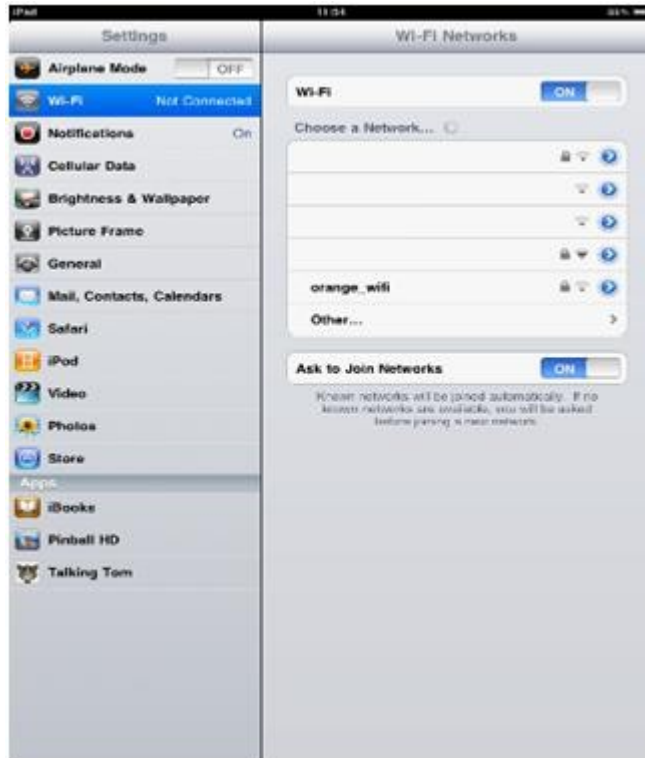 iPad
11:54
Settings
Wi-Fi Networks
Airplane Mode OFF
Wi-Fi Not Connected
Notifications On
Cellular Data
Brightness & Wallpaper
Picture Frame
General
Mail, Contacts, Calendars
Safari
iPod
Video
Photos
Store
Apps
iBooks
Pinball HD
Talking Tom
Wi-Fi ON
Choose a Network...
orange_wifi
Other...
Ask to Join Networks ON
Known networks will be joined automatically. If no
known networks are available, you will be asked
before joining a new network.